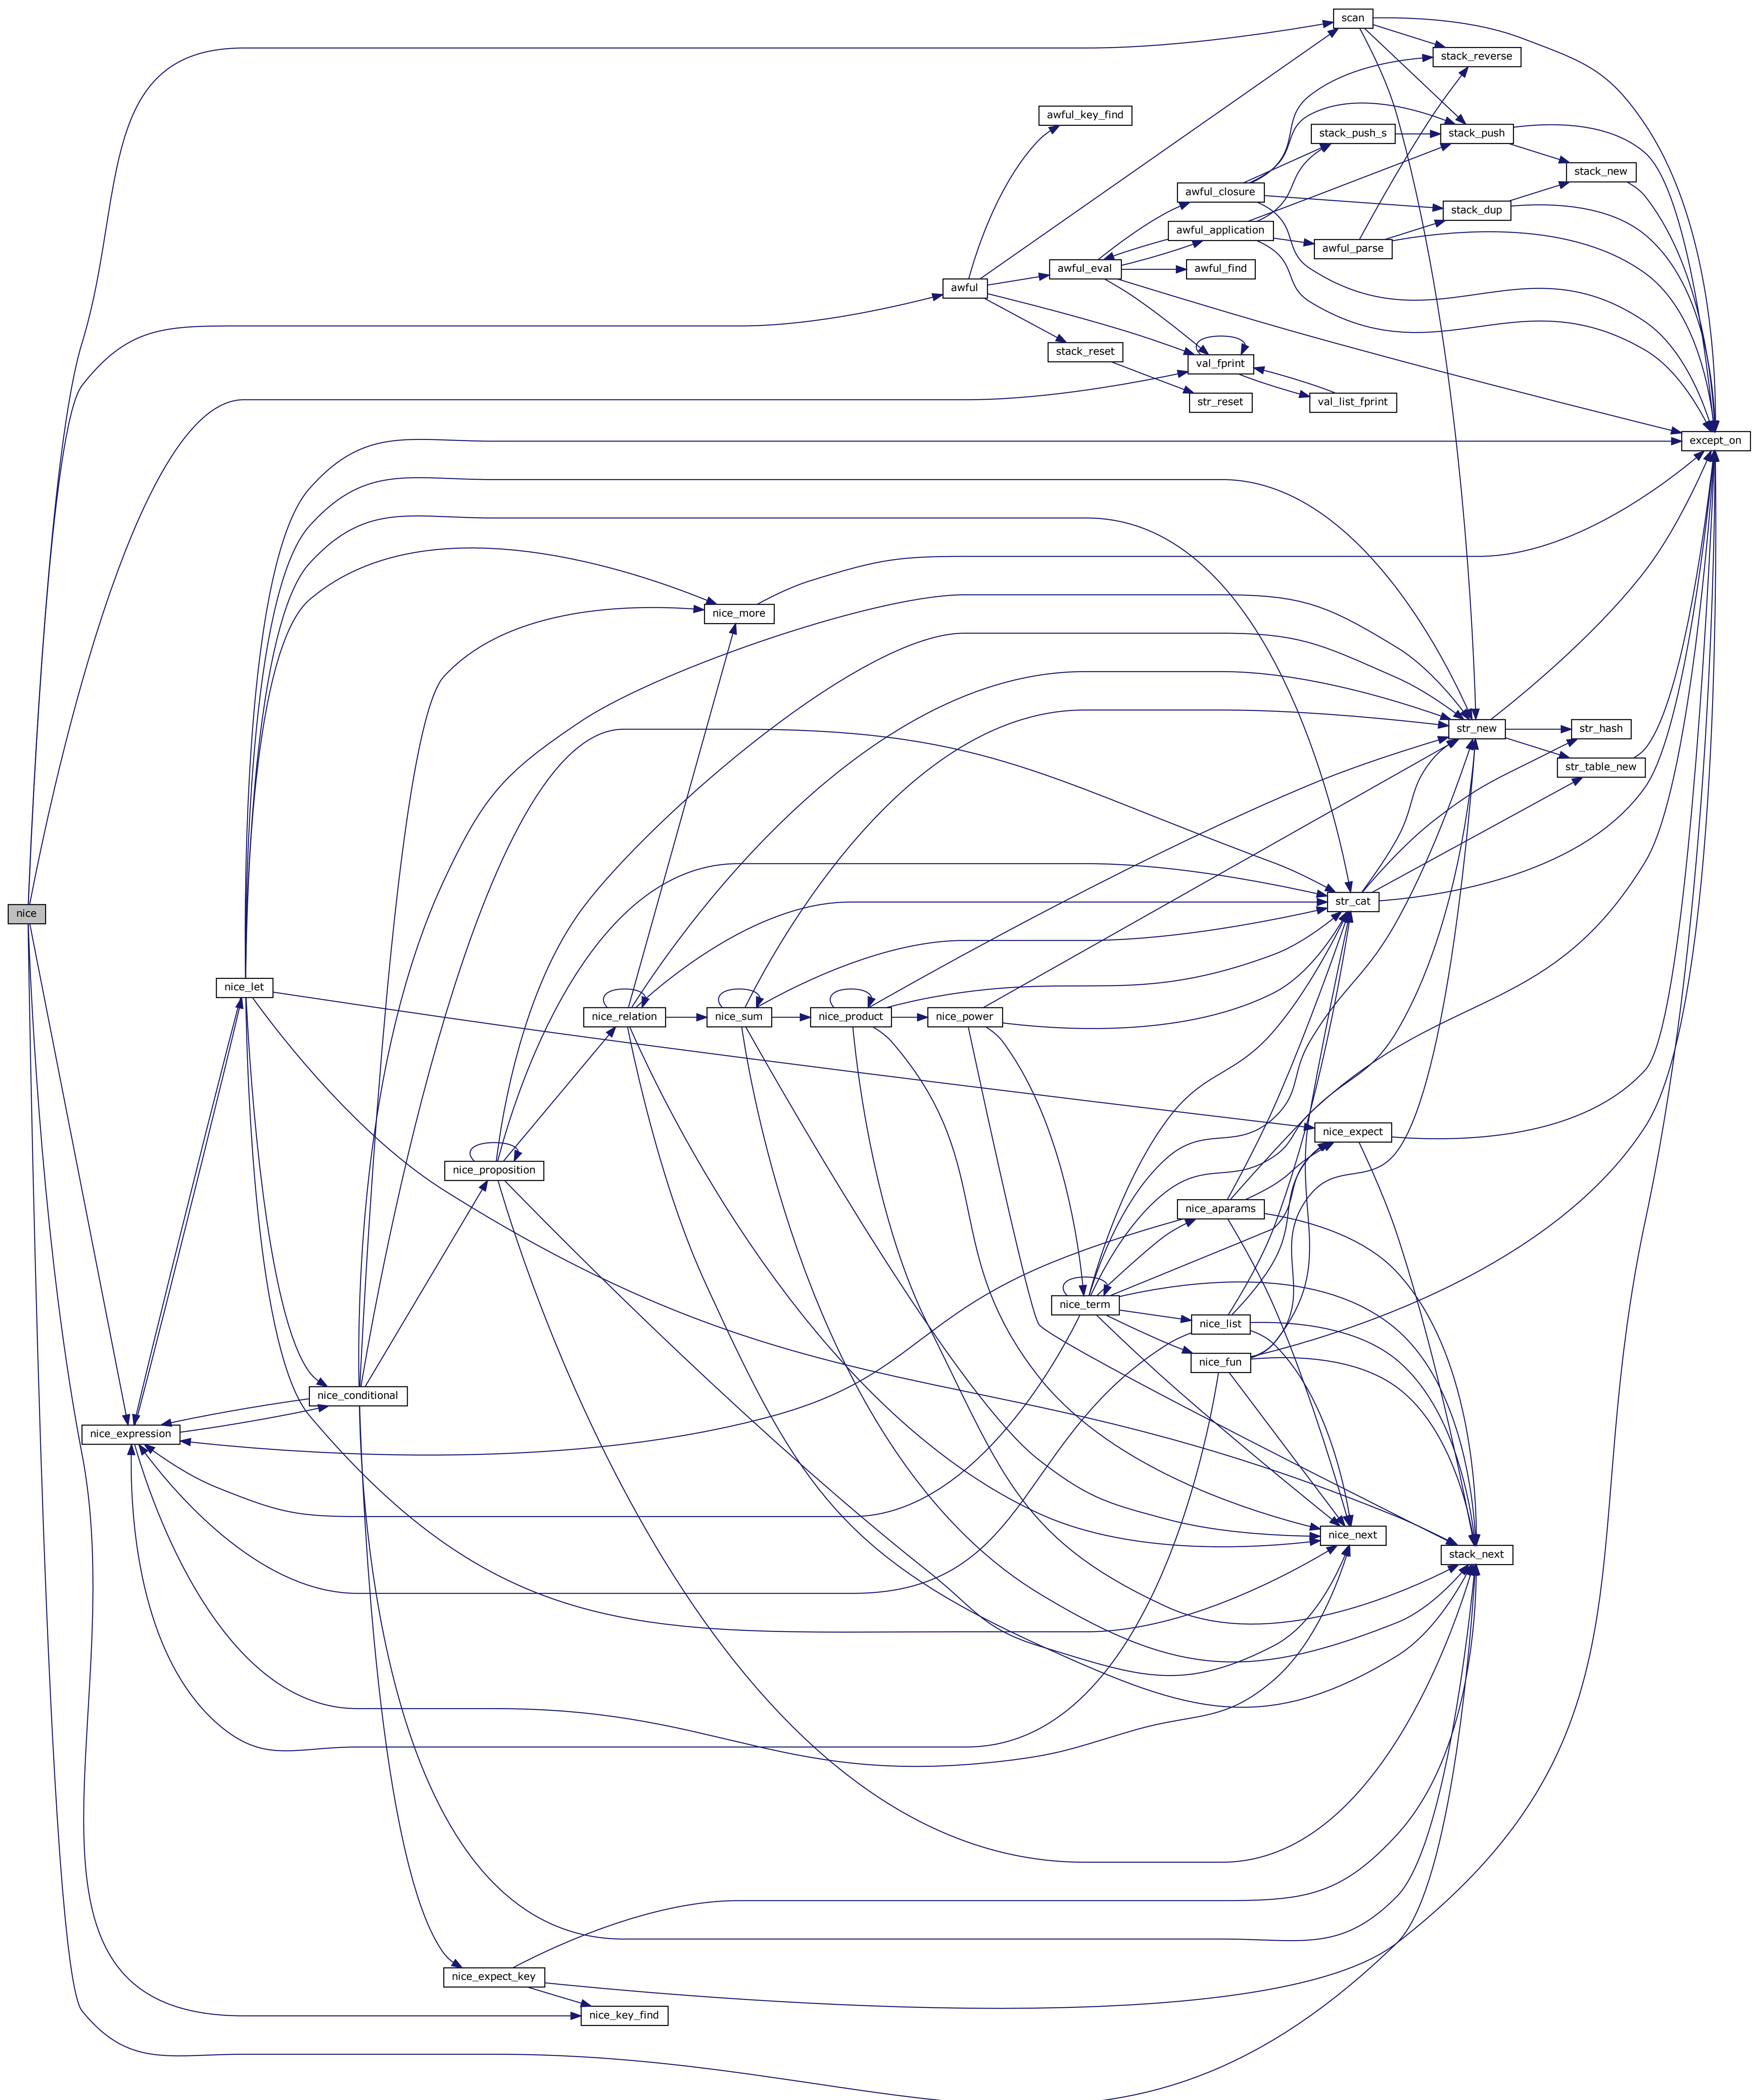 scan
stack_reverse
awful_key_find
stack_push_s
stack_push
stack_new
awful_closure
stack_dup
awful_application
awful_parse
awful_eval
awful_find
awful
stack_reset
val_fprint
str_reset
val_list_fprint
except_on
nice_more
str_new
str_hash
str_table_new
str_cat
nice
nice_let
nice_relation
nice_sum
nice_product
nice_power
nice_expect
nice_proposition
nice_aparams
nice_term
nice_list
nice_fun
nice_conditional
nice_expression
nice_next
stack_next
nice_expect_key
nice_key_find